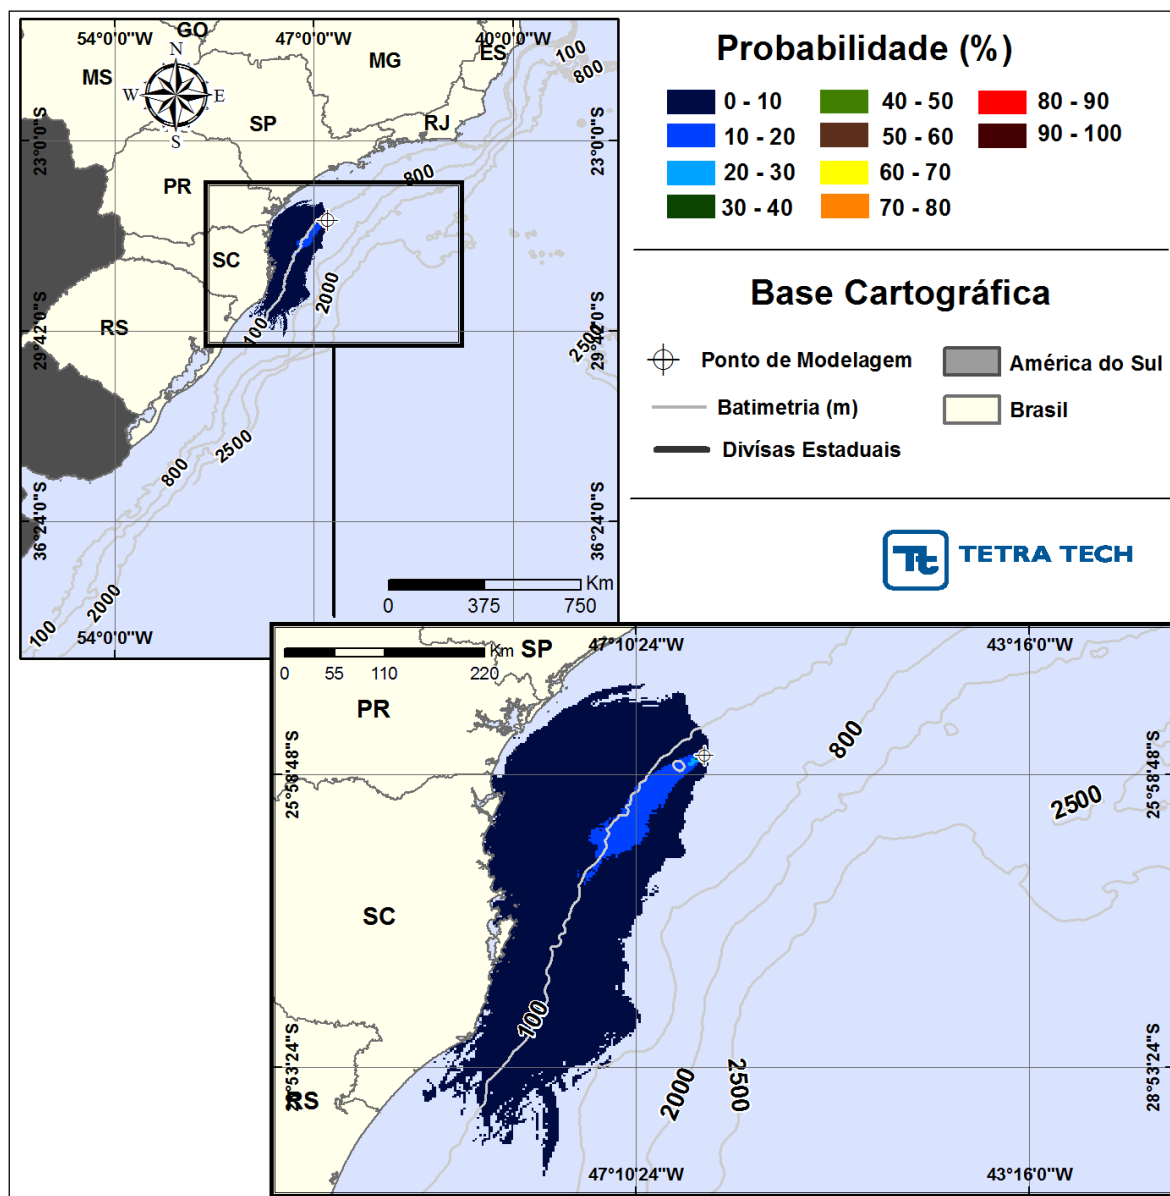 54°0'0"W
47°0'0"W
40°0'0"W
GO
N
W
E
S
MS
MG
ES
100
800
SP
RJ
23°0'0"S
23°0'0"S
PR
800
SC
2000
100
RS
29°42'0"S
29°42'0"S
2500
2500
800
36°24'0"S
36°24'0"S
2000
100
54°0'0"W
Km
0 375 750
Probabilidade (%)
0 - 10
40 - 50
80 - 90
10 - 20
50 - 60
90 - 100
20 - 30
60 - 70
30 - 40
70 - 80
Base Cartográfica
Ponto de Modelagem
América do Sul
Batimetria (m)
Brasil
Divísas Estaduais
Tt TETRA TECH
Km
0 55 110 220
SP
47°10'24"W
43°16'0"W
PR
800
25°58'48"S
25°58'48"S
2500
SC
100
28°53'24"S
28°53'24"S
2000
2500
RS
47°10'24"W
43°16'0"W